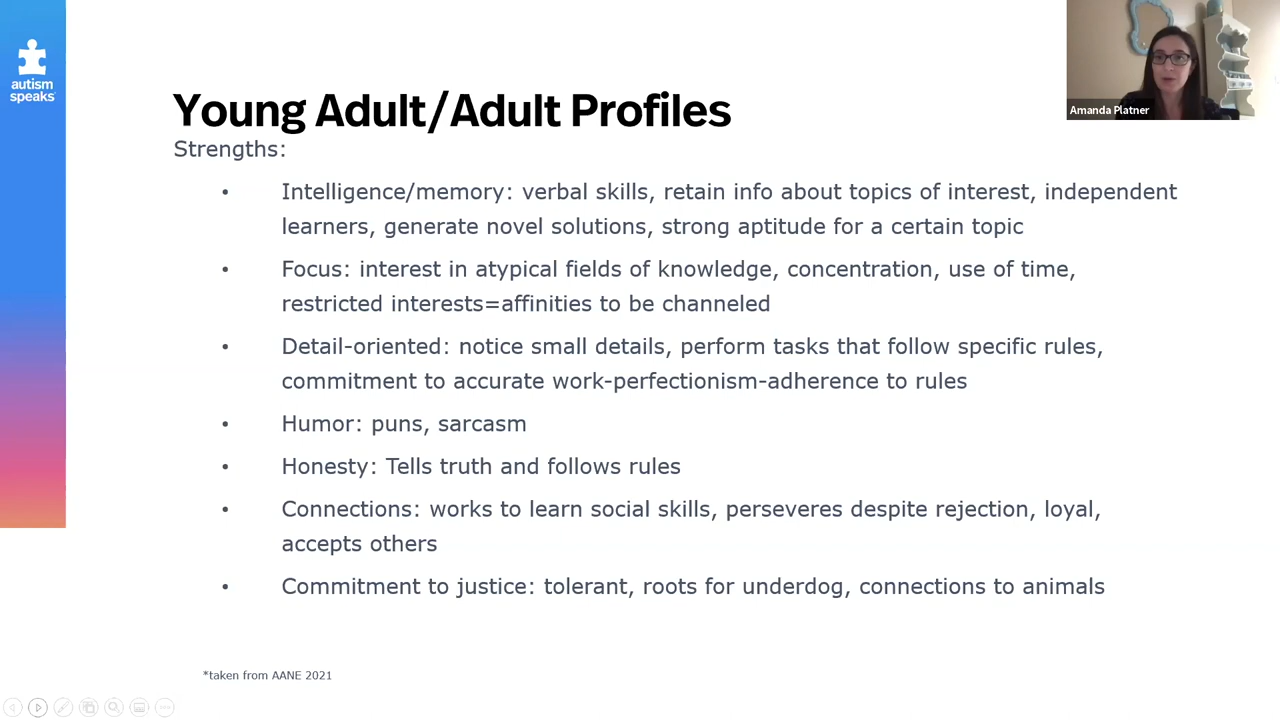 autism
speaks
Amanda Platner
Young Adult/Adult Profiles
Strengths:
• Intelligence/memory: verbal skills, retain info about topics of interest, independent
learners, generate novel solutions, strong aptitude for a certain topic
• Focus: interest in atypical fields of knowledge, concentration, use of time,
restricted interests=affinities to be channeled
• Detail-oriented: notice small details, perform tasks that follow specific rules,
commitment to accurate work-perfectionism-adherence to rules
• Humor: puns, sarcasm
• Honesty: Tells truth and follows rules
• Connections: works to learn social skills, perseveres despite rejection, loyal,
accepts others
• Commitment to justice: tolerant, roots for underdog, connections to animals
*taken from AANE 2021